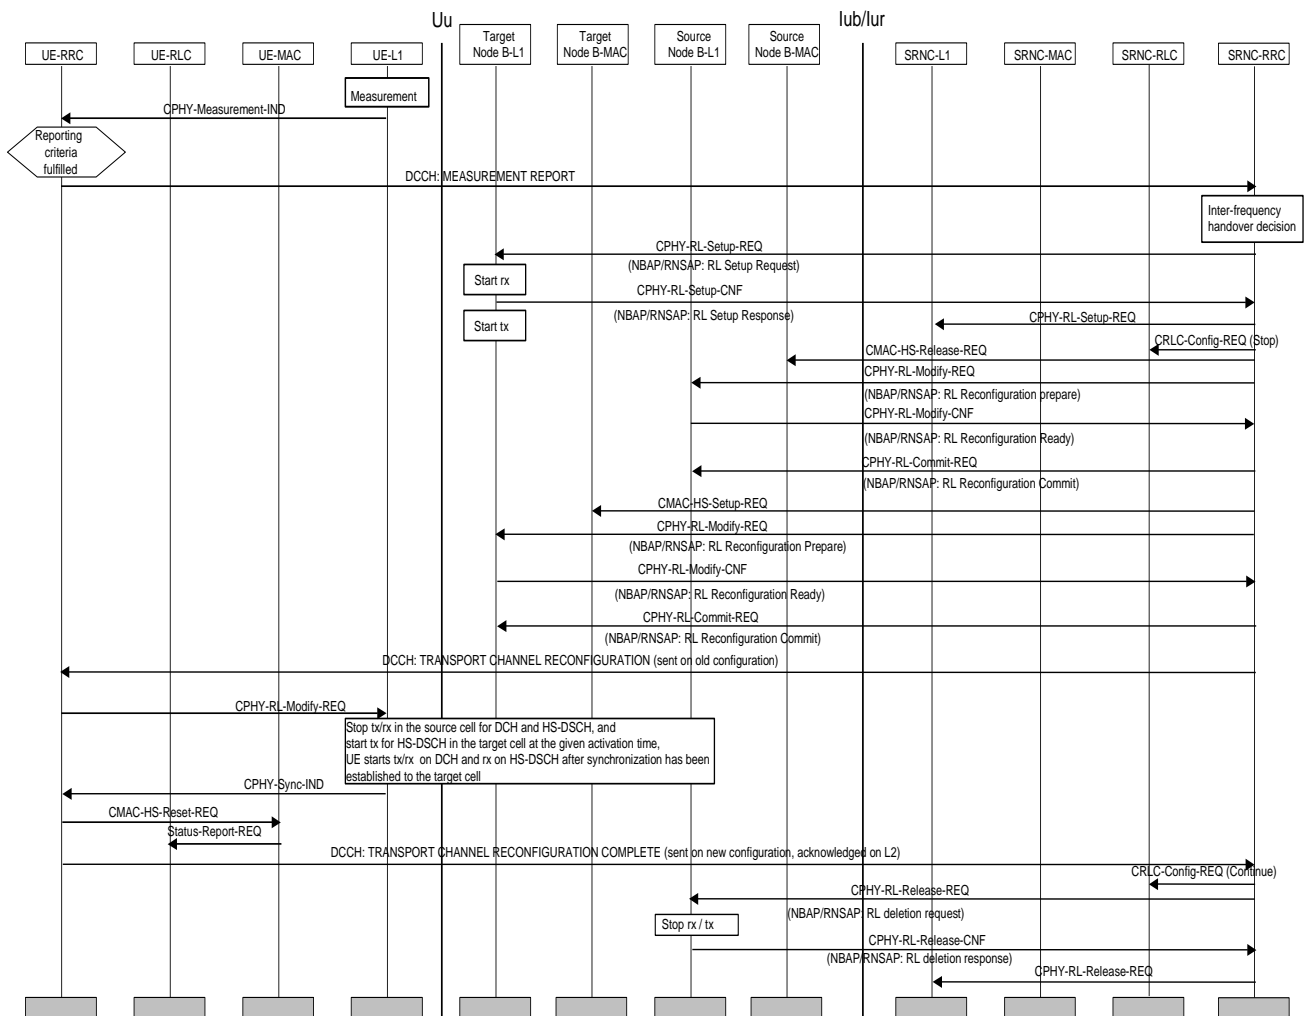 Uu
Iub/Iur
UE-RRC
UE-RLC
UE-MAC
UE-L1
Target
Node B-L1
Target
Node B-MAC
Source
Node B-L1
Source
Node B-MAC
SRNC-L1
SRNC-MAC
SRNC-RLC
SRNC-RRC
Measurement
CPHY-Measurement-IND
Reporting
criteria
fulfilled
DCCH: MEASUREMENT REPORT
Inter-frequency
handover decision
CPHY-RL-Setup-REQ
(NBAP/RNSAP: RL Setup Request)
Start rx
CPHY-RL-Setup-CNF
(NBAP/RNSAP: RL Setup Response)
Start tx
CPHY-RL-Setup-REQ
CRLC-Config-REQ (Stop)
CMAC-HS-Release-REQ
CPHY-RL-Modify-REQ
(NBAP/RNSAP: RL Reconfiguration prepare)
CPHY-RL-Modify-CNF
(NBAP/RNSAP: RL Reconfiguration Ready)
CPHY-RL-Commit-REQ
(NBAP/RNSAP: RL Reconfiguration Commit)
CMAC-HS-Setup-REQ
CPHY-RL-Modify-REQ
(NBAP/RNSAP: RL Reconfiguration Prepare)
CPHY-RL-Modify-CNF
(NBAP/RNSAP: RL Reconfiguration Ready)
CPHY-RL-Commit-REQ
(NBAP/RNSAP: RL Reconfiguration Commit)
DCCH: TRANSPORT CHANNEL RECONFIGURATION (sent on old configuration)
CPHY-RL-Modify-REQ
Stop tx/rx in the source cell for DCH and HS-DSCH, and
start tx for HS-DSCH in the target cell at the given activation time,
UE starts tx/rx on DCH and rx on HS-DSCH after synchronization has been
established to the target cell
CPHY-Sync-IND
CMAC-HS-Reset-REQ
Status-Report-REQ
DCCH: TRANSPORT CHANNEL RECONFIGURATION COMPLETE (sent on new configuration, acknowledged on L2)
CRLC-Config-REQ (Continue)
CPHY-RL-Release-REQ
(NBAP/RNSAP: RL deletion request)
Stop rx / tx
CPHY-RL-Release-CNF
(NBAP/RNSAP: RL deletion response)
CPHY-RL-Release-REQ